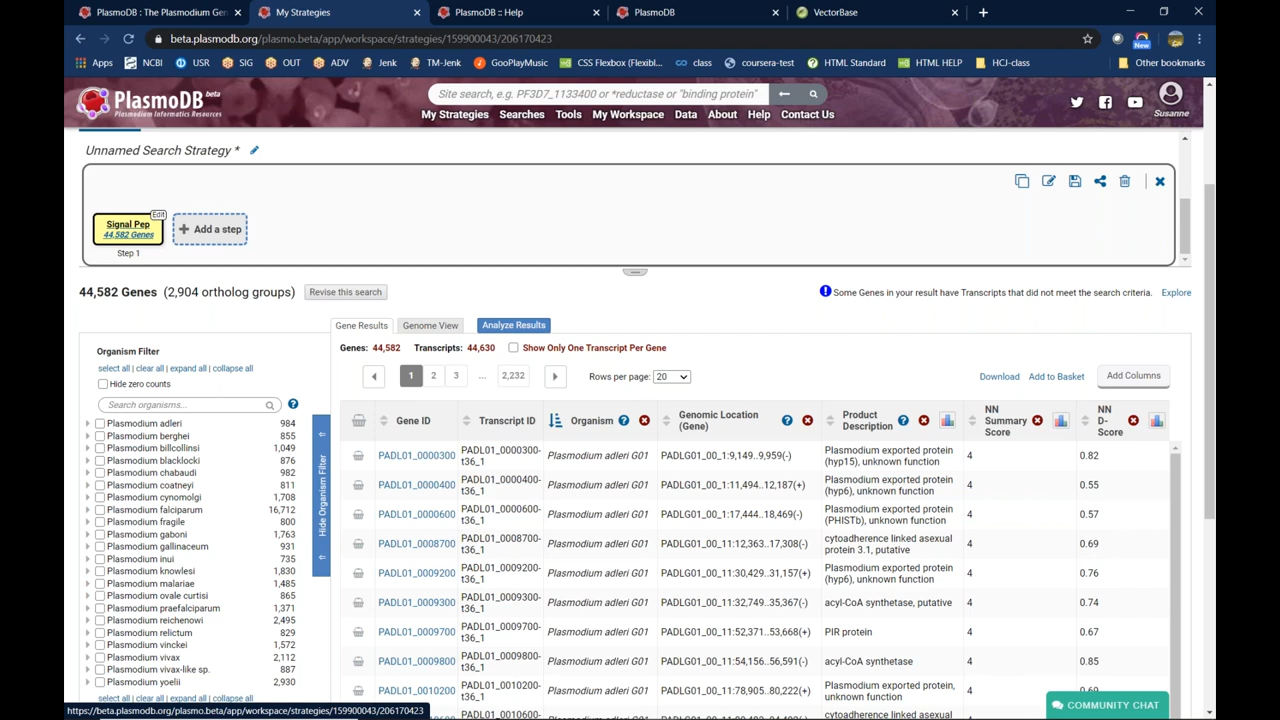 PlasmoDB : The Plasmodium Gen
My Strategies
PlasmoDB :: Help
PlasmoDB
VectorBase
beta.plasmodb.org/plasmo.beta/app/workspace/strategies/159900043/206170423
New
Apps
NCBI
USR
SIG
OUT
ADV
Jenk
TM-Jenk
GooPlayMusic
CSS Flexbox (Flexibl...
class
coursera-test
HTML Standard
HTML HELP
HCJ-class
Other bookmarks
PlasmoDB beta
Plasmodium Informatics Resources
Site search, e.g. PF3D7_1133400 or *reductase or "binding protein"
My Strategies
Searches
Tools
My Workspace
Data
About
Help
Contact Us
Susanne
Unnamed Search Strategy *
Signal Pep
44,582 Genes
Edit
Step 1
Add a step
44,582 Genes (2,904 ortholog groups)
Revise this search
Some Genes in your result have Transcripts that did not meet the search criteria. Explore
Gene Results
Genome View
Analyze Results
Organism Filter
select all | clear all | expand all | collapse all
Hide zero counts
Search organisms...
Plasmodium adleri 984
Plasmodium berghei 855
Plasmodium billcollinsi 1,049
Plasmodium blacklocki 876
Plasmodium chabaudi 982
Plasmodium coatneyi 811
Plasmodium cynomolgi 1,708
Plasmodium falciparum 16,712
Plasmodium fragile 800
Plasmodium gaboni 1,763
Plasmodium gallinaceum 931
Plasmodium inui 735
Plasmodium knowlesi 1,830
Plasmodium malariae 1,485
Plasmodium ovale curtisi 865
Plasmodium praefalciparum 1,371
Plasmodium reichenowi 2,495
Plasmodium relictum 829
Plasmodium vinckei 1,572
Plasmodium vivax 2,112
Plasmodium vivax-like sp. 887
Plasmodium yoelii 2,930
select all | clear all | expand all | collapse all
Hide Organism Filter
Genes: 44,582 Transcripts: 44,630 Show Only One Transcript Per Gene
1 2 3 ... 2,232
Rows per page: 20
Download
Add to Basket
Add Columns
Gene ID
Transcript ID
Organism
Genomic Location
(Gene)
Product
Description
NN
Summary
Score
NN
D-
Score
PADL01_0000300
PADL01_0000300-
t36_1
Plasmodium adleri G01
PADLG01_00_1:9,149..9,959(-)
Plasmodium exported protein
(hyp15), unknown function
4
0.82
PADL01_0000400
PADL01_0000400-
t36_1
Plasmodium adleri G01
PADLG01_00_1:11,494..12,187(+)
Plasmodium exported protein
(hyp6), unknown function
4
0.55
PADL01_0000600
PADL01_0000600-
t36_1
Plasmodium adleri G01
PADLG01_00_1:17,444..18,469(-)
Plasmodium exported protein
(PHISTb), unknown function
4
0.57
PADL01_0008700
PADL01_0008700-
t36_1
Plasmodium adleri G01
PADLG01_00_11:12,363..17,308(-)
cytoadherence linked asexual
protein 3.1, putative
4
0.69
PADL01_0009200
PADL01_0009200-
t36_1
Plasmodium adleri G01
PADLG01_00_11:30,429..31,157(+)
Plasmodium exported protein
(hyp6), unknown function
4
0.76
PADL01_0009300
PADL01_0009300-
t36_1
Plasmodium adleri G01
PADLG01_00_11:32,749..35,367(-)
acyl-CoA synthetase, putative
4
0.74
PADL01_0009700
PADL01_0009700-
t36_1
Plasmodium adleri G01
PADLG01_00_11:52,371..53,668(+)
PIR protein
4
0.67
PADL01_0009800
PADL01_0009800-
t36_1
Plasmodium adleri G01
PADLG01_00_11:54,156..56,591(-)
acyl-CoA synthetase
4
0.85
PADL01_0010200
PADL01_0010200-
t36_1
Plasmodium adleri G01
PADLG01_00_11:78,905..80,222(+)
Plasmodium exported protein,
unknown function
4
PADL01_0010600-
cytoadherence linked asexual
https://beta.plasmodb.org/plasmo.beta/app/workspace/strategies/159900043/206170423
COMMUNITY CHAT